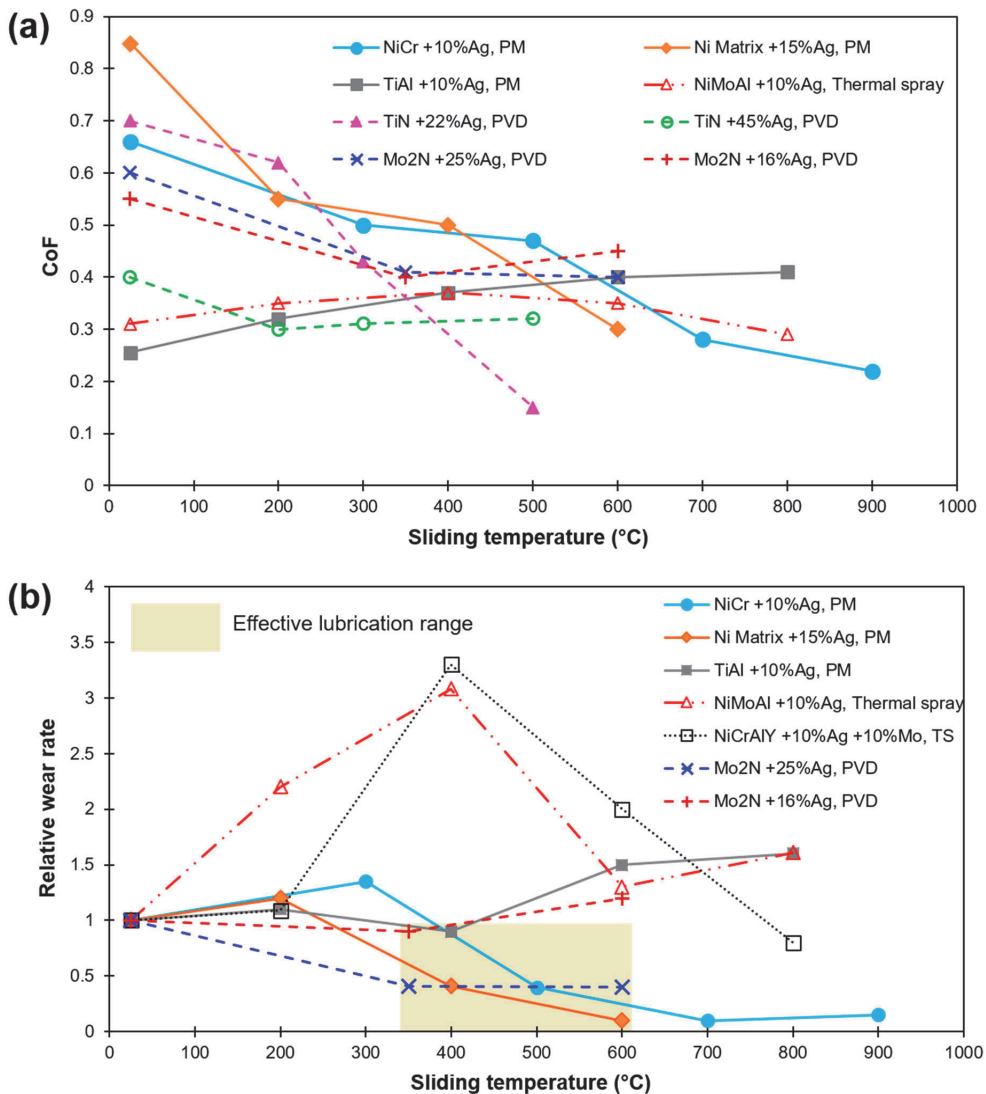 (a)
0.9
0.8
0.7
0.6
0.5
0.4
0.3
0.2
0.1
0
CoF
NiCr +10%Ag, PM
Ni Matrix +15%Ag, PM
TiAl +10%Ag, PM
NiMoAl +10%Ag, Thermal spray
TiN +22%Ag, PVD
TiN +45%Ag, PVD
Mo2N +25%Ag, PVD
Mo2N +16%Ag, PVD
0 100 200 300 400 500 600 700 800 900 1000
Sliding temperature (°C)
(b)
4
3.5
3
2.5
2
1.5
1
0.5
0
Relative wear rate
Effective lubrication range
NiCr +10%Ag, PM
Ni Matrix +15%Ag, PM
TiAl +10%Ag, PM
NiMoAl +10%Ag, Thermal spray
NiCrAlY +10%Ag +10%Mo, TS
Mo2N +25%Ag, PVD
Mo2N +16%Ag, PVD
0 100 200 300 400 500 600 700 800 900 1000
Sliding temperature (°C)